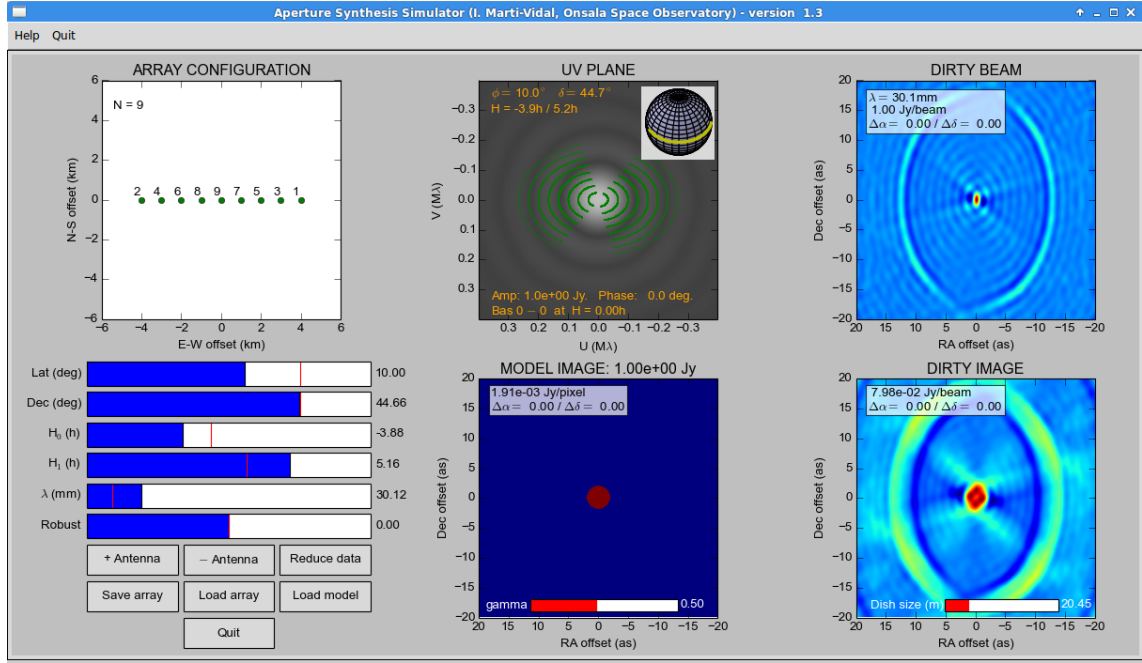 Aperture Synthesis Simulator (I. Marti-Vidal, Onsala Space Observatory) - version 1.3
Help Quit
ARRAY CONFIGURATION
N = 9
2 4 6 8 9 7 5 3 1
6
4
2
0
−2
−4
−6
N-S offset (km)
−6 −4 −2 0 2 4 6
E-W offset (km)
UV PLANE
ϕ = 10.0° δ = 44.7°
H = -3.9h / 5.2h
−0.3
−0.2
−0.1
0.0
0.1
0.2
0.3
V (Mλ)
Amp: 1.0e+00 Jy. Phase: 0.0 deg.
Bas 0 − 0 at H = 0.00h
0.3 0.2 0.1 0.0 −0.1 −0.2 −0.3
U (Mλ)
DIRTY BEAM
λ = 30.1mm
1.00 Jy/beam
Δα = 0.00 / Δδ = 0.00
20
15
10
5
0
−5
−10
−15
−20
Dec offset (as)
20 15 10 5 0 −5 −10 −15 −20
RA offset (as)
Lat (deg) 10.00
Dec (deg) 44.66
H₀ (h) -3.88
H₁ (h) 5.16
λ (mm) 30.12
Robust 0.00
+ Antenna − Antenna Reduce data
Save array Load array Load model
Quit
MODEL IMAGE: 1.00e+00 Jy
1.91e-03 Jy/pixel
Δα = 0.00 / Δδ = 0.00
20
15
10
5
0
−5
−10
−15
−20
Dec offset (as)
gamma 0.50
20 15 10 5 0 −5 −10 −15 −20
RA offset (as)
DIRTY IMAGE
7.98e-02 Jy/beam
Δα = 0.00 / Δδ = 0.00
20
15
10
5
0
−5
−10
−15
−20
Dec offset (as)
Dish size (m) 20.45
20 15 10 5 0 −5 −10 −15 −20
RA offset (as)